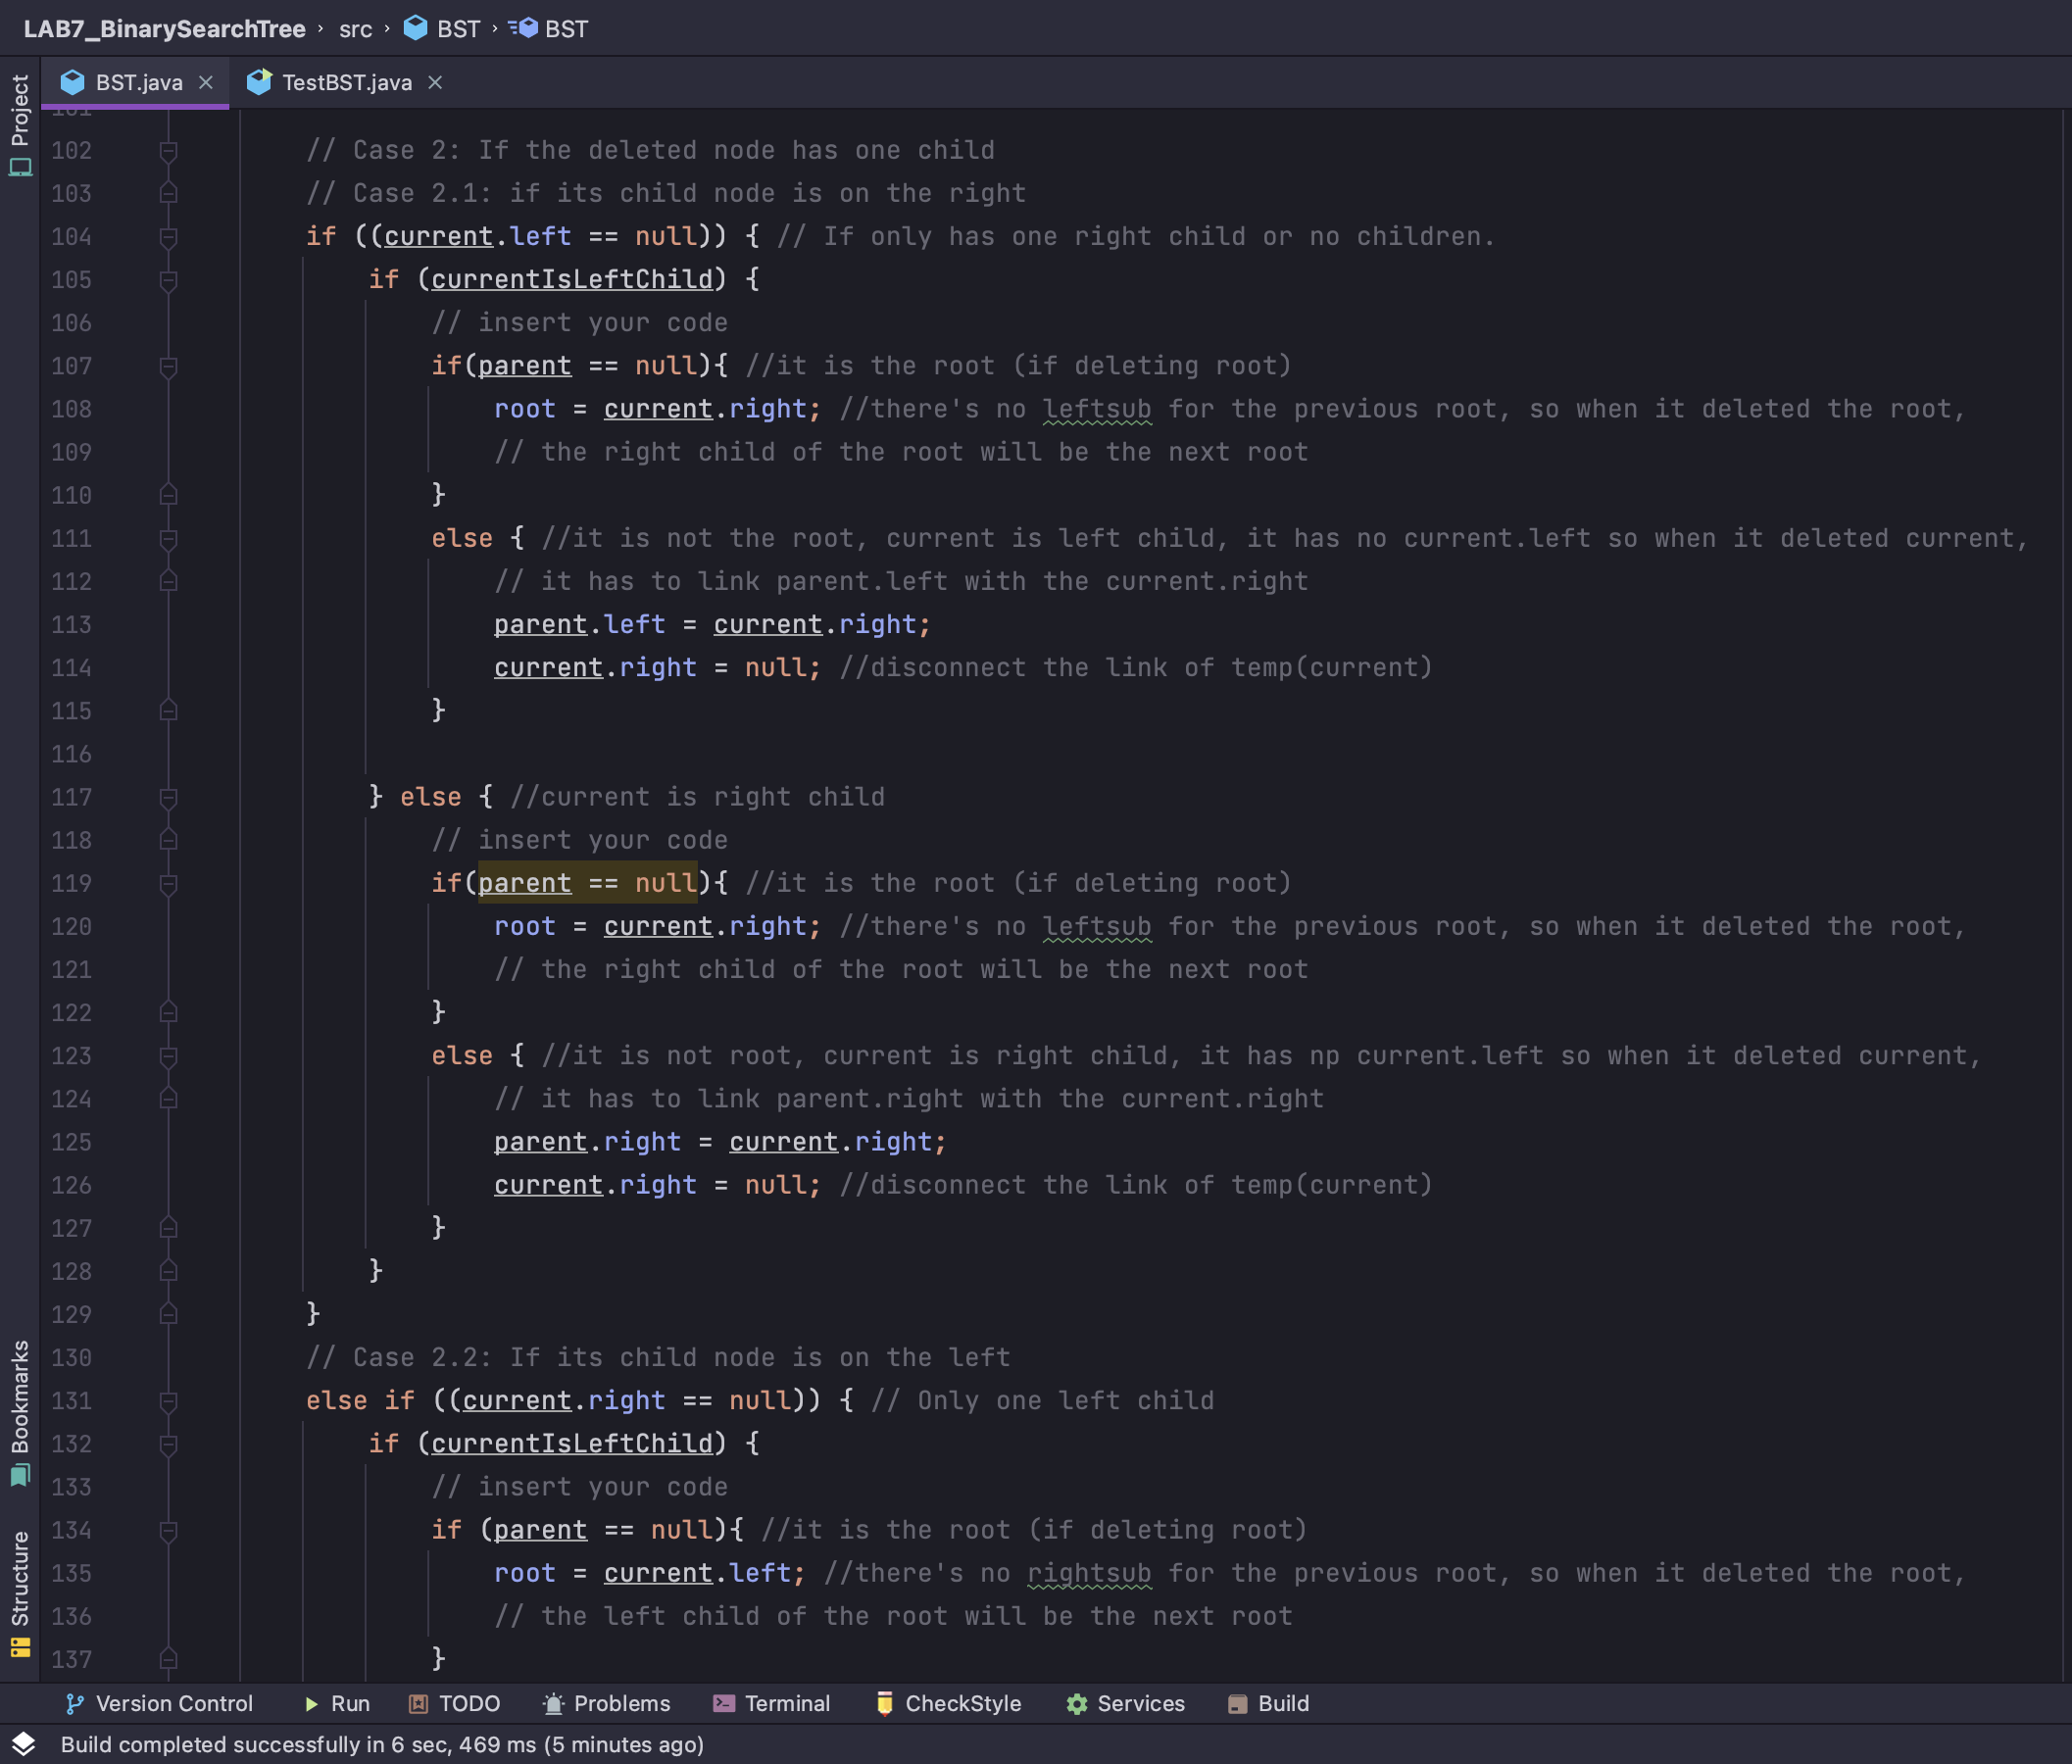 LAB7_BinarySearchTree › src › BST › BST
BST.java × TestBST.java ×
Project
101
102 // Case 2: If the deleted node has one child
103 // Case 2.1: if its child node is on the right
104 if ((current.left == null)) { // If only has one right child or no children.
105 if (currentIsLeftChild) {
106 // insert your code
107 if(parent == null){ //it is the root (if deleting root)
108 root = current.right; //there's no leftsub for the previous root, so when it deleted the root,
109 // the right child of the root will be the next root
110 }
111 else { //it is not the root, current is left child, it has no current.left so when it deleted current,
112 // it has to link parent.left with the current.right
113 parent.left = current.right;
114 current.right = null; //disconnect the link of temp(current)
115 }
116
117 } else { //current is right child
118 // insert your code
119 if(parent == null){ //it is the root (if deleting root)
120 root = current.right; //there's no leftsub for the previous root, so when it deleted the root,
121 // the right child of the root will be the next root
122 }
123 else { //it is not root, current is right child, it has np current.left so when it deleted current,
124 // it has to link parent.right with the current.right
125 parent.right = current.right;
126 current.right = null; //disconnect the link of temp(current)
127 }
128 }
129 }
130 // Case 2.2: If its child node is on the left
131 else if ((current.right == null)) { // Only one left child
132 if (currentIsLeftChild) {
133 // insert your code
134 if (parent == null){ //it is the root (if deleting root)
135 root = current.left; //there's no rightsub for the previous root, so when it deleted the root,
136 // the left child of the root will be the next root
137 }
Bookmarks
Structure
Version Control Run TODO Problems Terminal CheckStyle Services Build
Build completed successfully in 6 sec, 469 ms (5 minutes ago)